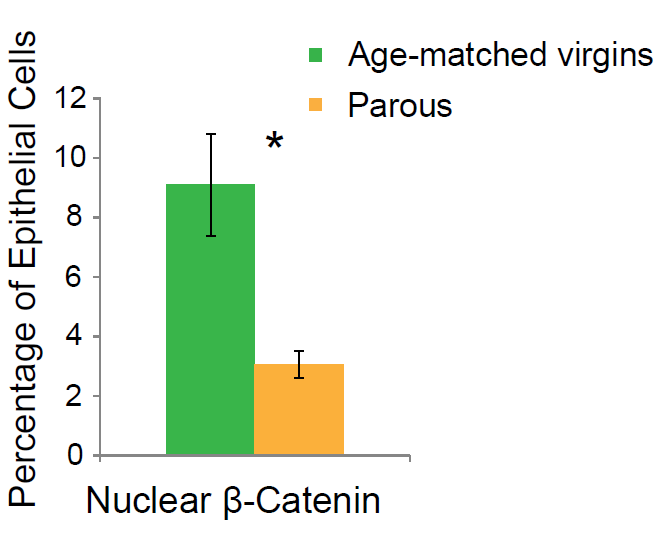 Age-matched virgins
Parous
Percentage of Epithelial Cells
12
10
8
6
4
2
0
*
Nuclear β-Catenin